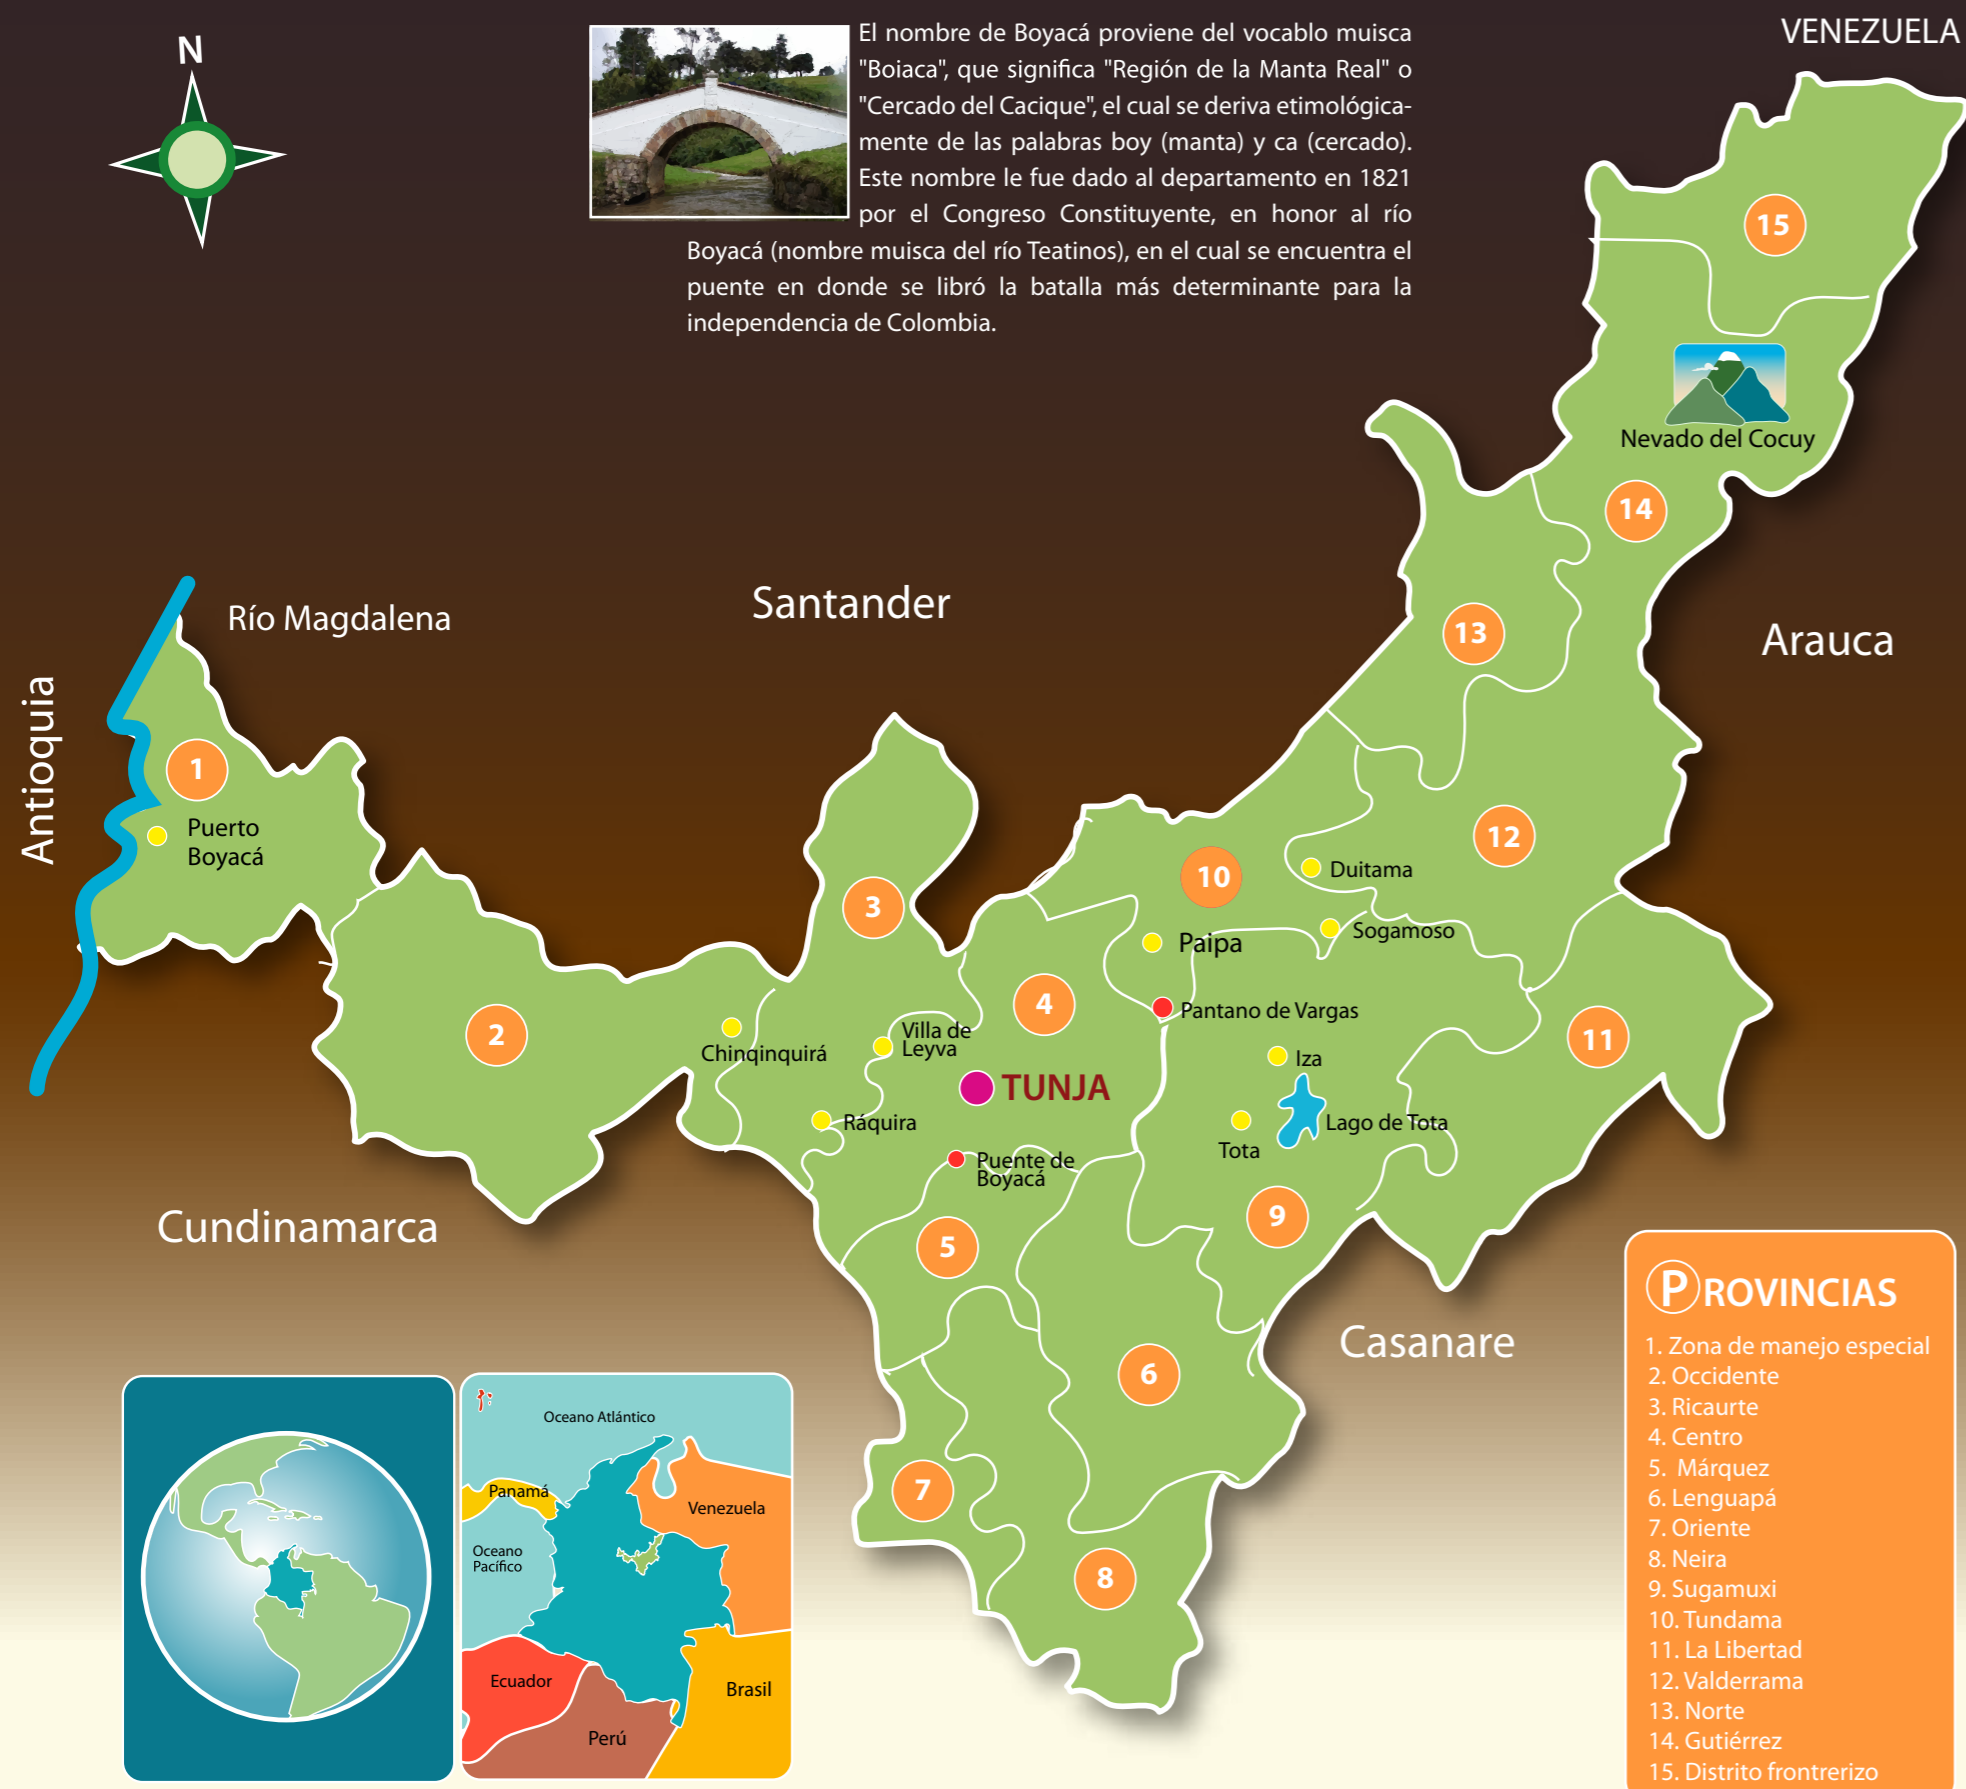 N
El nombre de Boyacá proviene del vocablo muisca
"Boiaca", que significa "Región de la Manta Real" o
"Cercado del Cacique", el cual se deriva etimológica-
mente de las palabras boy (manta) y ca (cercado).
Este nombre le fue dado al departamento en 1821
por el Congreso Constituyente, en honor al río
Boyacá (nombre muisca del río Teatinos), en el cual se encuentra el
puente en donde se libró la batalla más determinante para la
independencia de Colombia.
VENEZUELA
15
Nevado del Cocuy
14
Santander
Río Magdalena
13
Arauca
Antioquia
1
Puerto
Boyacá
12
10
Duitama
3
Sogamoso
Paipa
4
Pantano de Vargas
2
Chinqinquirá
Villa de
Leyva
11
Iza
TUNJA
Ráquira
Lago de Tota
Tota
Puente de
Boyacá
Cundinamarca
9
5
Casanare
6
7
8
PROVINCIAS
1. Zona de manejo especial
2. Occidente
3. Ricaurte
4. Centro
5. Márquez
6. Lenguapá
7. Oriente
8. Neira
9. Sugamuxi
10. Tundama
11. La Libertad
12. Valderrama
13. Norte
14. Gutiérrez
15. Distrito frontrerizo
Oceano Atlántico
Panamá
Venezuela
Oceano
Pacífico
Ecuador
Brasil
Perú